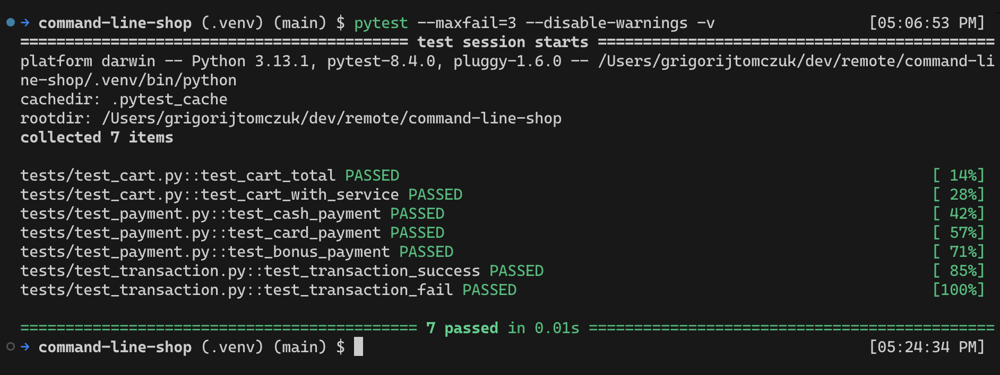 → command-line-shop (.venv) (main) $ pytest --maxfail=3 --disable-warnings -v [05:06:53 PM]
=========================================== test session starts ============================================
platform darwin -- Python 3.13.1, pytest-8.4.0, pluggy-1.6.0 -- /Users/grigorijtomczuk/dev/remote/command-li
ne-shop/.venv/bin/python
cachedir: .pytest_cache
rootdir: /Users/grigorijtomczuk/dev/remote/command-line-shop
collected 7 items
tests/test_cart.py::test_cart_total PASSED [ 14%]
tests/test_cart.py::test_cart_with_service PASSED [ 28%]
tests/test_payment.py::test_cash_payment PASSED [ 42%]
tests/test_payment.py::test_card_payment PASSED [ 57%]
tests/test_payment.py::test_bonus_payment PASSED [ 71%]
tests/test_transaction.py::test_transaction_success PASSED [ 85%]
tests/test_transaction.py::test_transaction_fail PASSED [100%]
============================================ 7 passed in 0.01s =============================================
→ command-line-shop (.venv) (main) $ [05:24:34 PM]